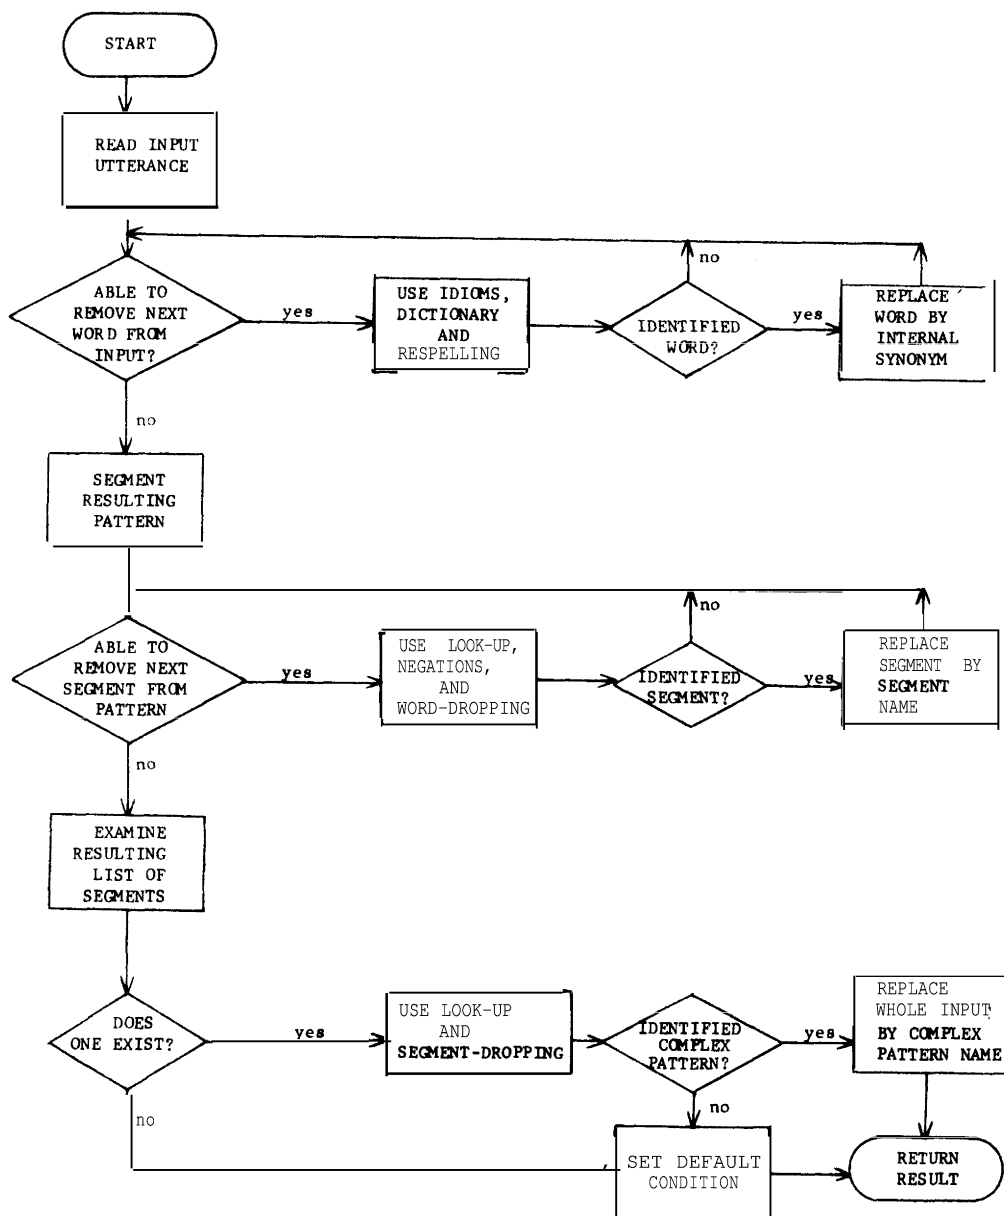 START
READ INPUT
UTTERANCE
ABLE TO
REMOVE NEXT
WORD FROM
INPUT?
yes
USE IDIOMS,
DICTIONARY
AND
RESPELLING
IDENTIFIED
WORD?
no
yes
REPLACE
WORD BY
INTERNAL
SYNONYM
no
SEGMENT
RESULTING
PATTERN
ABLE TO
REMOVE NEXT
SEGMENT FROM
PATTERN
yes
USE LOOK-UP,
NEGATIONS,
AND
WORD-DROPPING
IDENTIFIED
SEGMENT?
no
yes
REPLACE
SEGMENT BY
SEGMENT
NAME
no
EXAMINE
RESULTING
LIST OF
SEGMENTS
DOES
ONE EXIST?
yes
USE LOOK-UP
AND
SEGMENT-DROPPING
IDENTIFIED
COMPLEX
PATTERN?
yes
REPLACE
WHOLE INPUT
BY COMPLEX
PATTERN NAME
no
no
SET DEFAULT
CONDITION
RETURN
RESULT